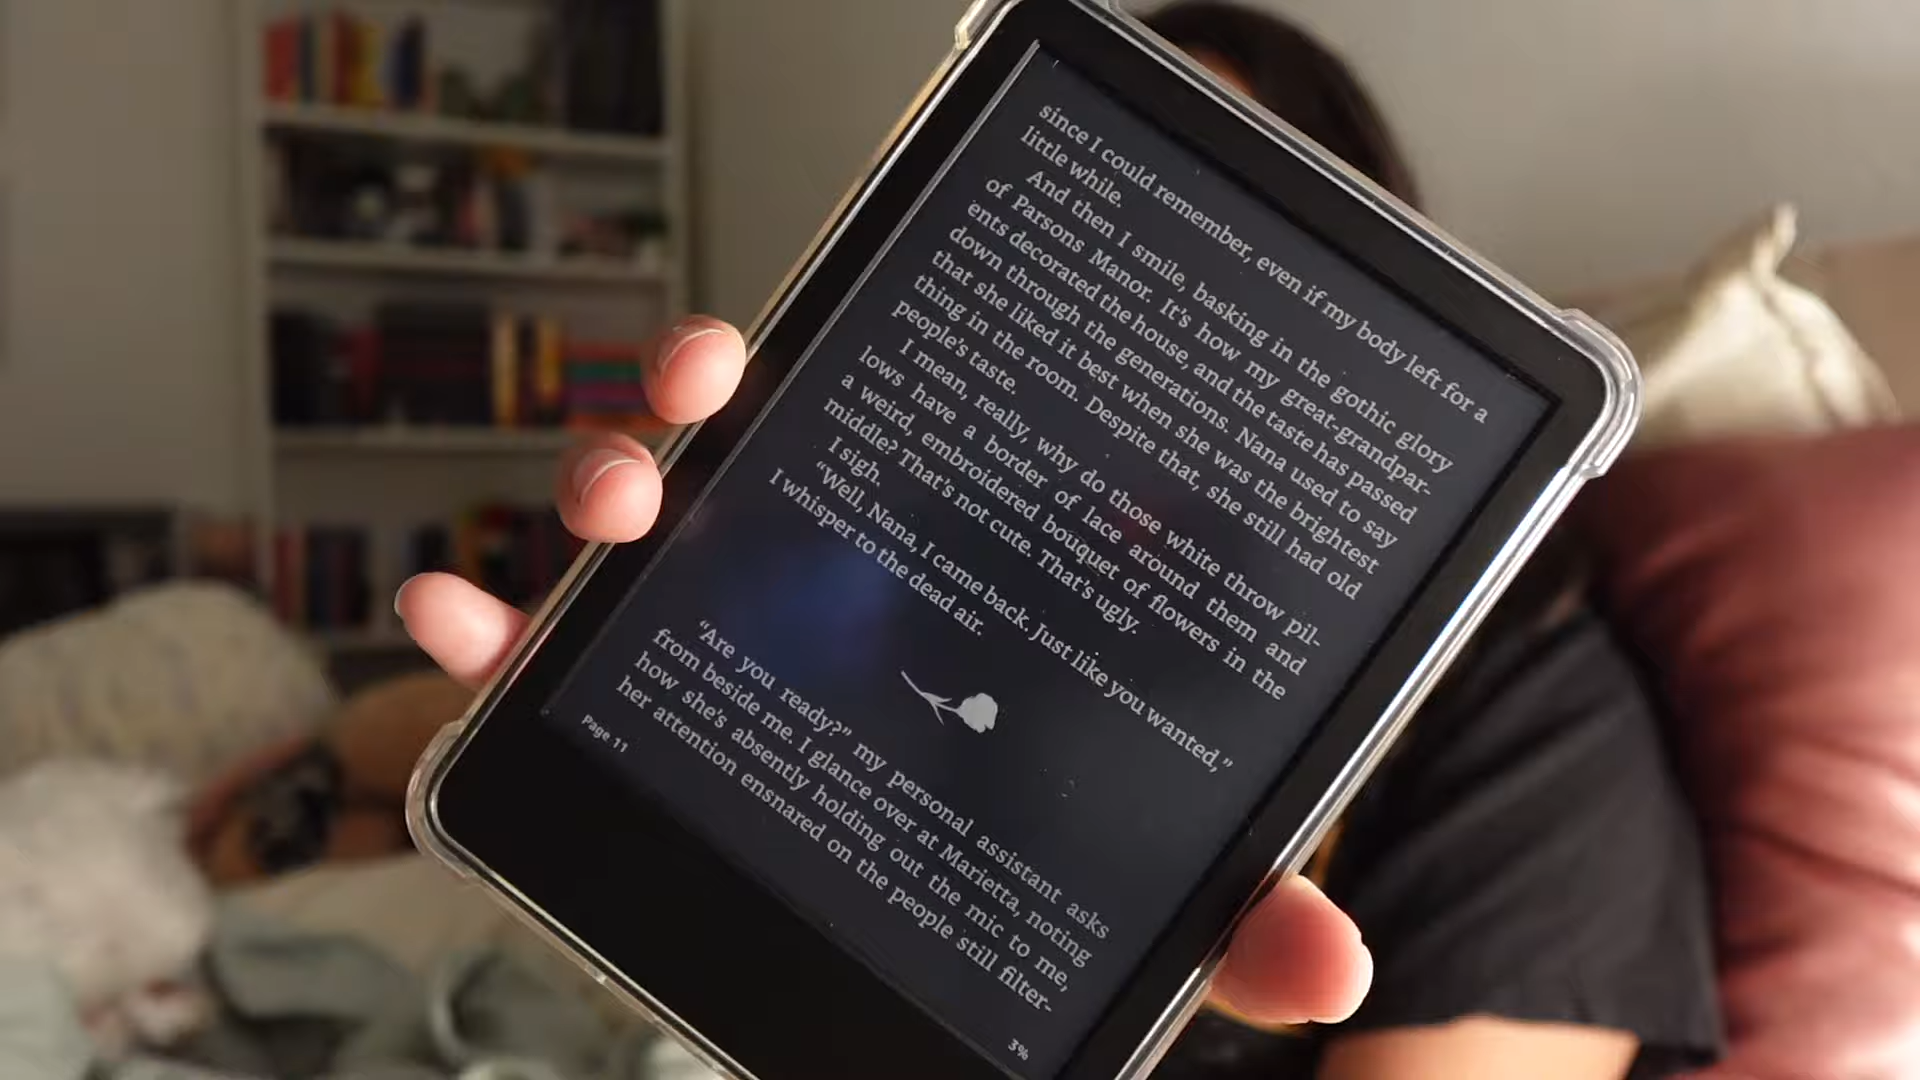 since I could remember, even if my body left for a
little while.
And then I smile, basking in the gothic glory
of Parsons Manor. It's how my great-grandpar-
ents decorated the house, and the taste has passed
down through the generations. Nana used to say
that she liked it best when she was the brightest
thing in the room. Despite that, she still had old
people's taste.
I mean, really, why do those white throw pil-
lows have a border of lace around them and
a weird, embroidered bouquet of flowers in the
middle? That's not cute. That's ugly.
I sigh.
“Well, Nana, I came back. Just like you wanted,”
I whisper to the dead air.
“Are you ready?” my personal assistant asks
from beside me. I glance over at Marietta, noting
how she's absently holding out the mic to me,
her attention ensnared on the people still filter-
Page 11
3%